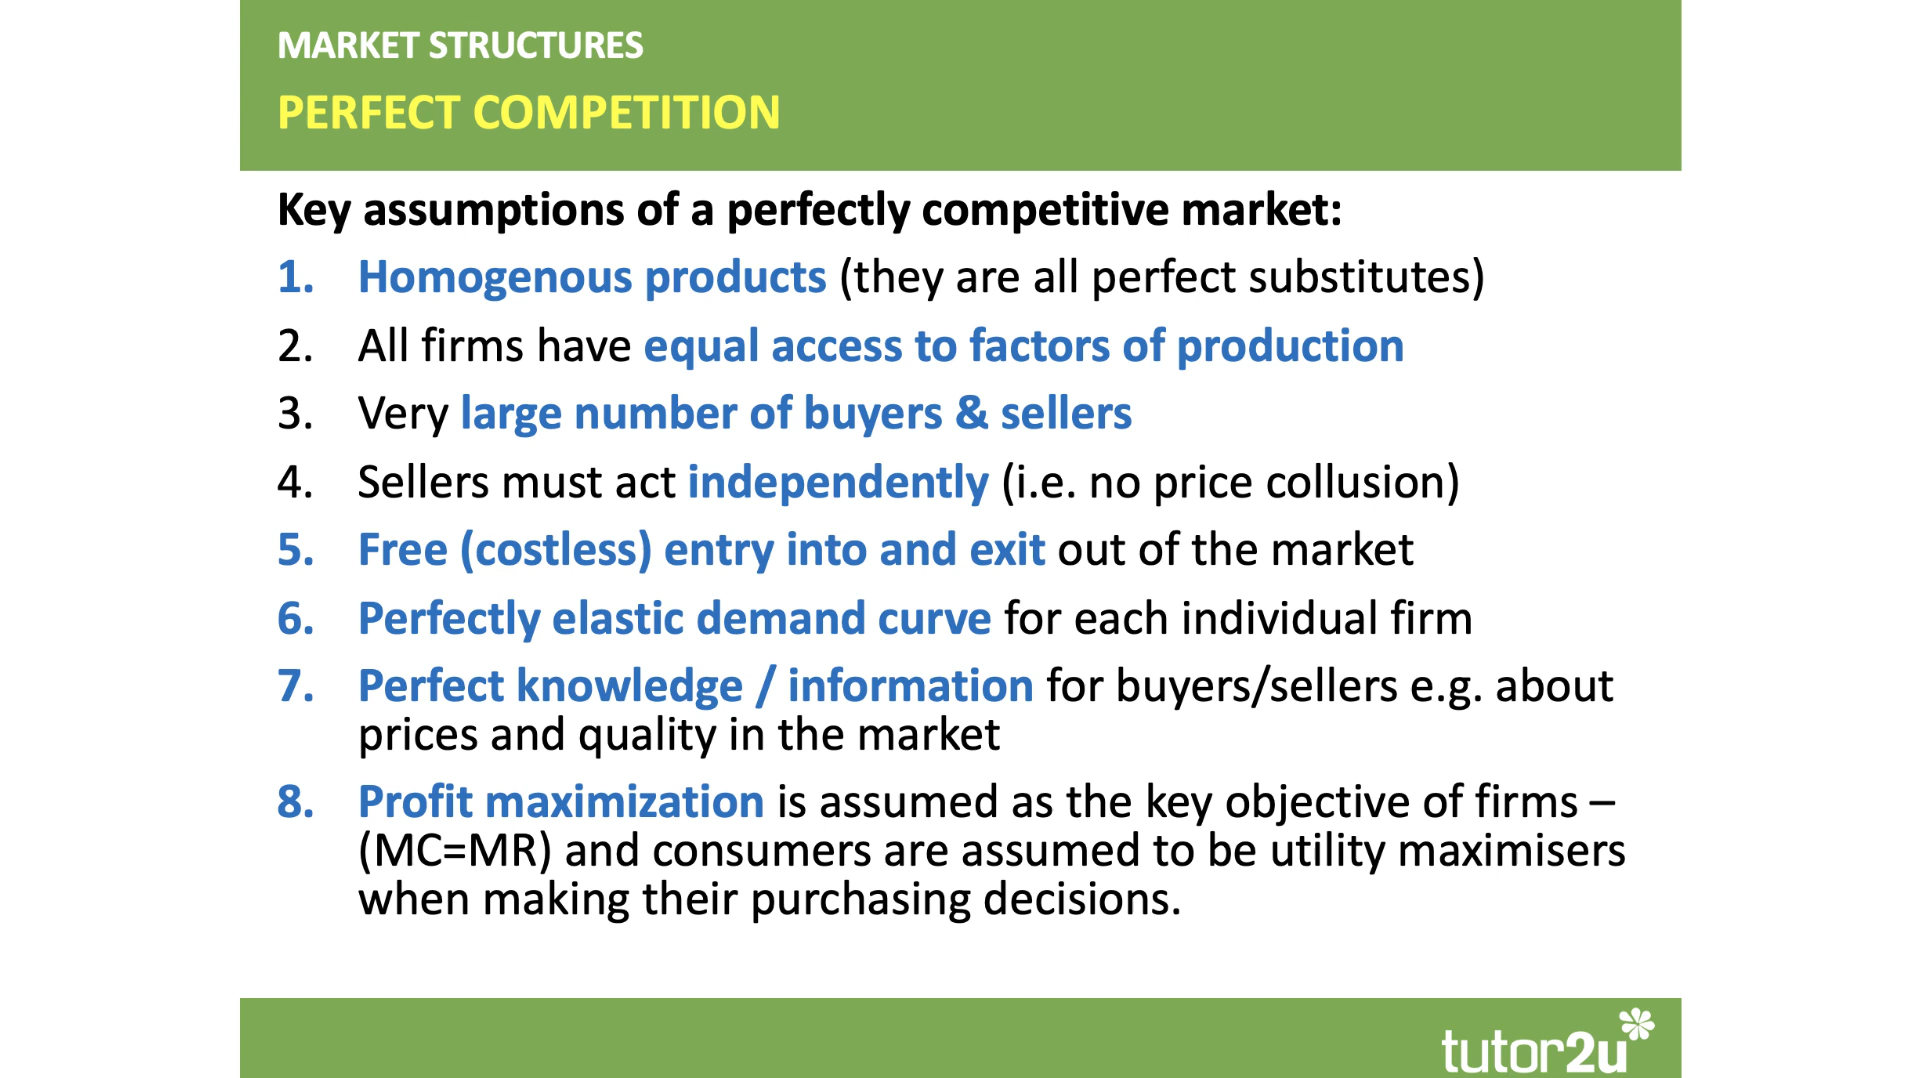 MARKET STRUCTURES
PERFECT COMPETITION
Key assumptions of a perfectly competitive market:
1. Homogenous products (they are all perfect substitutes)
2. All firms have equal access to factors of production
3. Very large number of buyers & sellers
4. Sellers must act independently (i.e. no price collusion)
5. Free (costless) entry into and exit out of the market
6. Perfectly elastic demand curve for each individual firm
7. Perfect knowledge / information for buyers/sellers e.g. about
prices and quality in the market
8. Profit maximization is assumed as the key objective of firms –
(MC=MR) and consumers are assumed to be utility maximisers
when making their purchasing decisions.
tutor2u